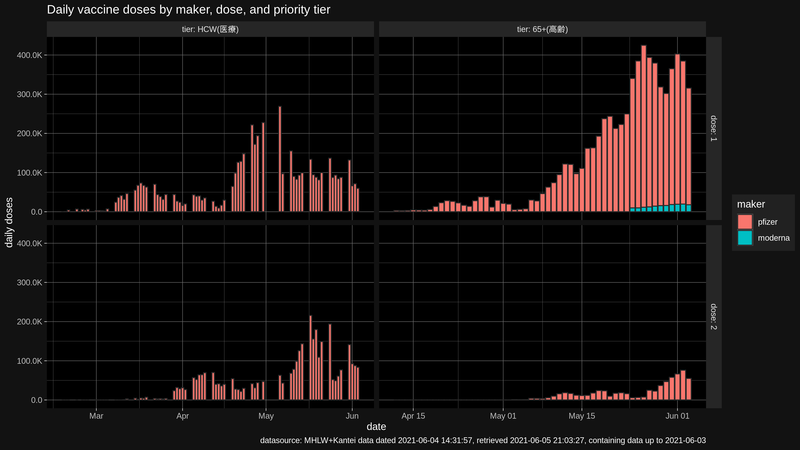 Daily vaccine doses by maker, dose, and priority tier
tier: HCW(医療)
tier: 65+(高齢)
daily doses
400.0K
300.0K
200.0K
100.0K
0.0
dose: 1
400.0K
300.0K
200.0K
100.0K
0.0
dose: 2
Mar
Apr
May
Jun
Apr 15
May 01
May 15
Jun 01
date
maker
pfizer
moderna
datasource: MHLW+Kantei data dated 2021-06-04 14:31:57, retrieved 2021-06-05 21:03:27, containing data up to 2021-06-03